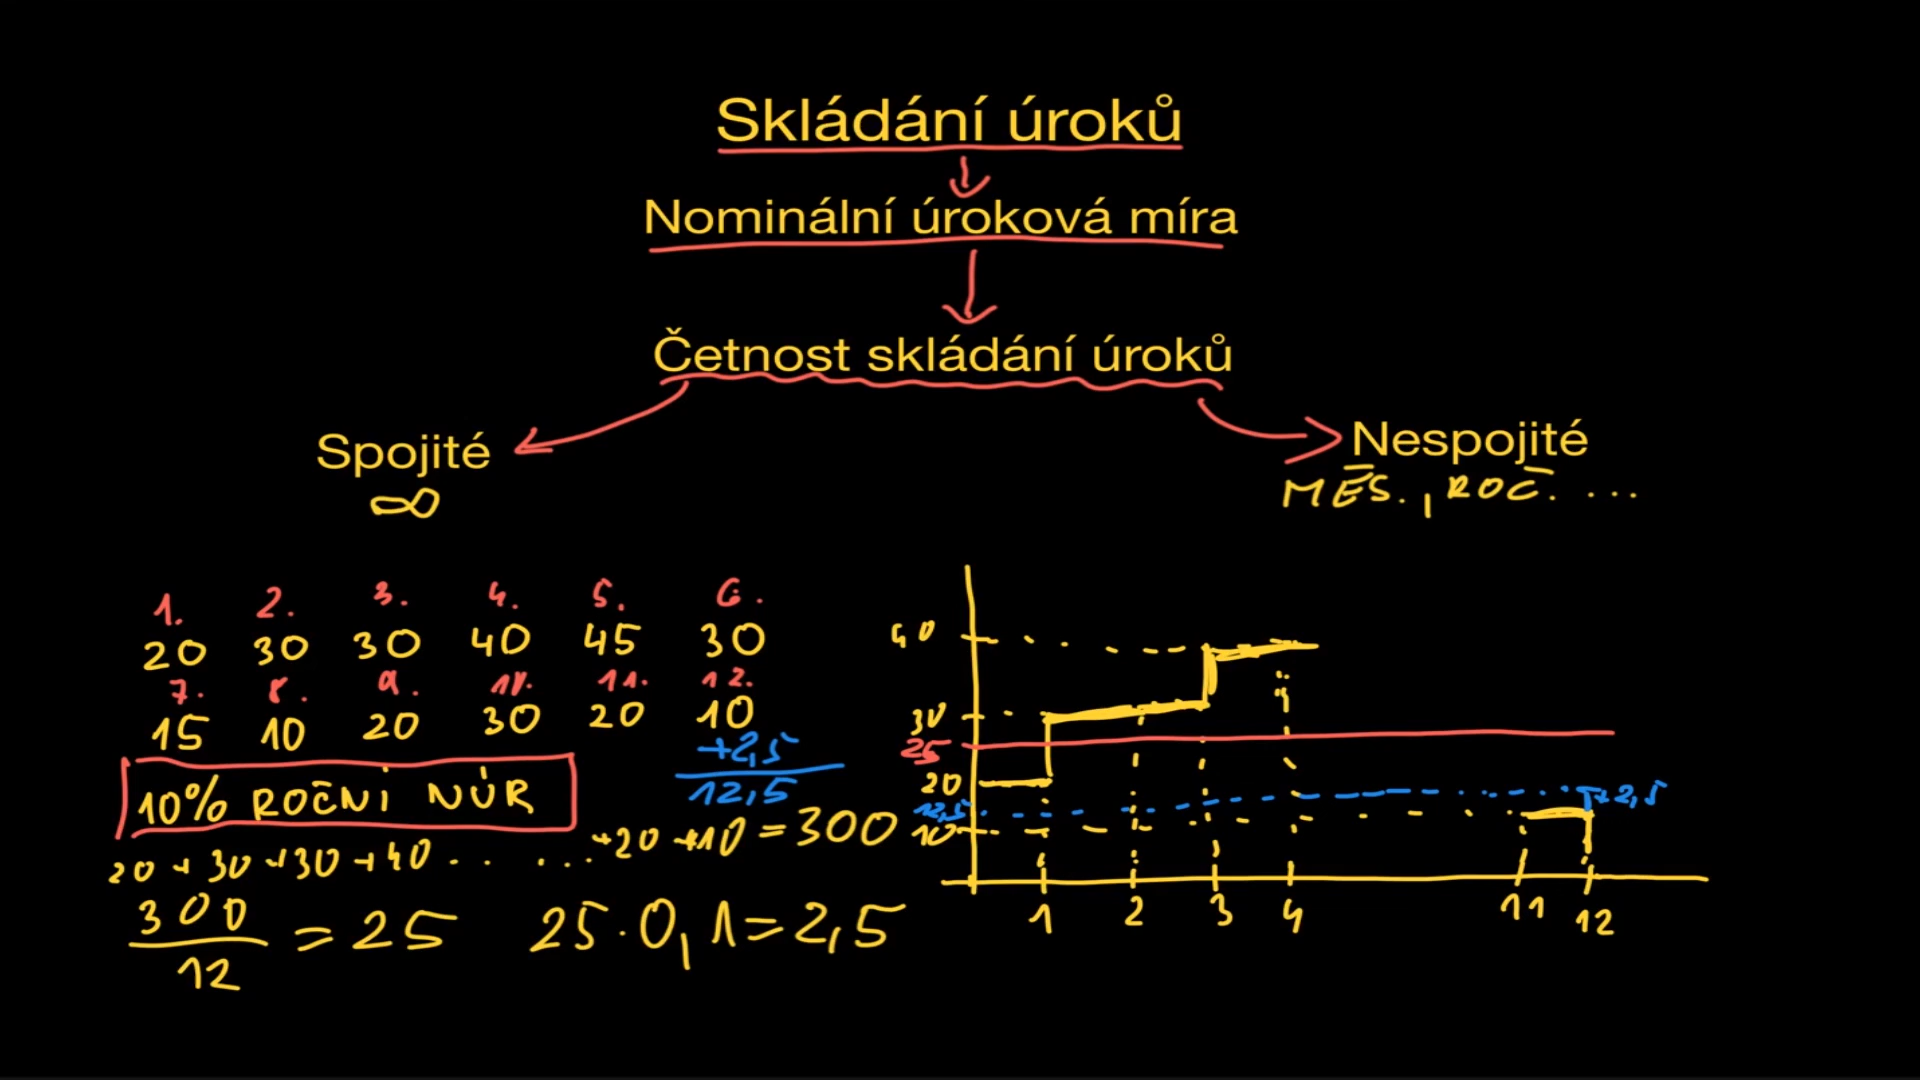 Skládání úroků
Nominální úroková míra
Četnost skládání úroků
Spojité
∞
Nespojité
MĚS., ROČ. ...
1. 2. 3. 4. 5. 6.
20 30 30 40 45 30
7. 8. 9. 10. 11. 12.
15 10 20 30 20 10
+2,5
12,5
10% ROČNÍ NÚR
20 + 30 + 30 + 40 . . . . . +20 +10 = 300
300
12
= 25
25 · 0,1 = 2,5
40
30
25
20
12,5
10
+2,5
1 2 3 4 11 12